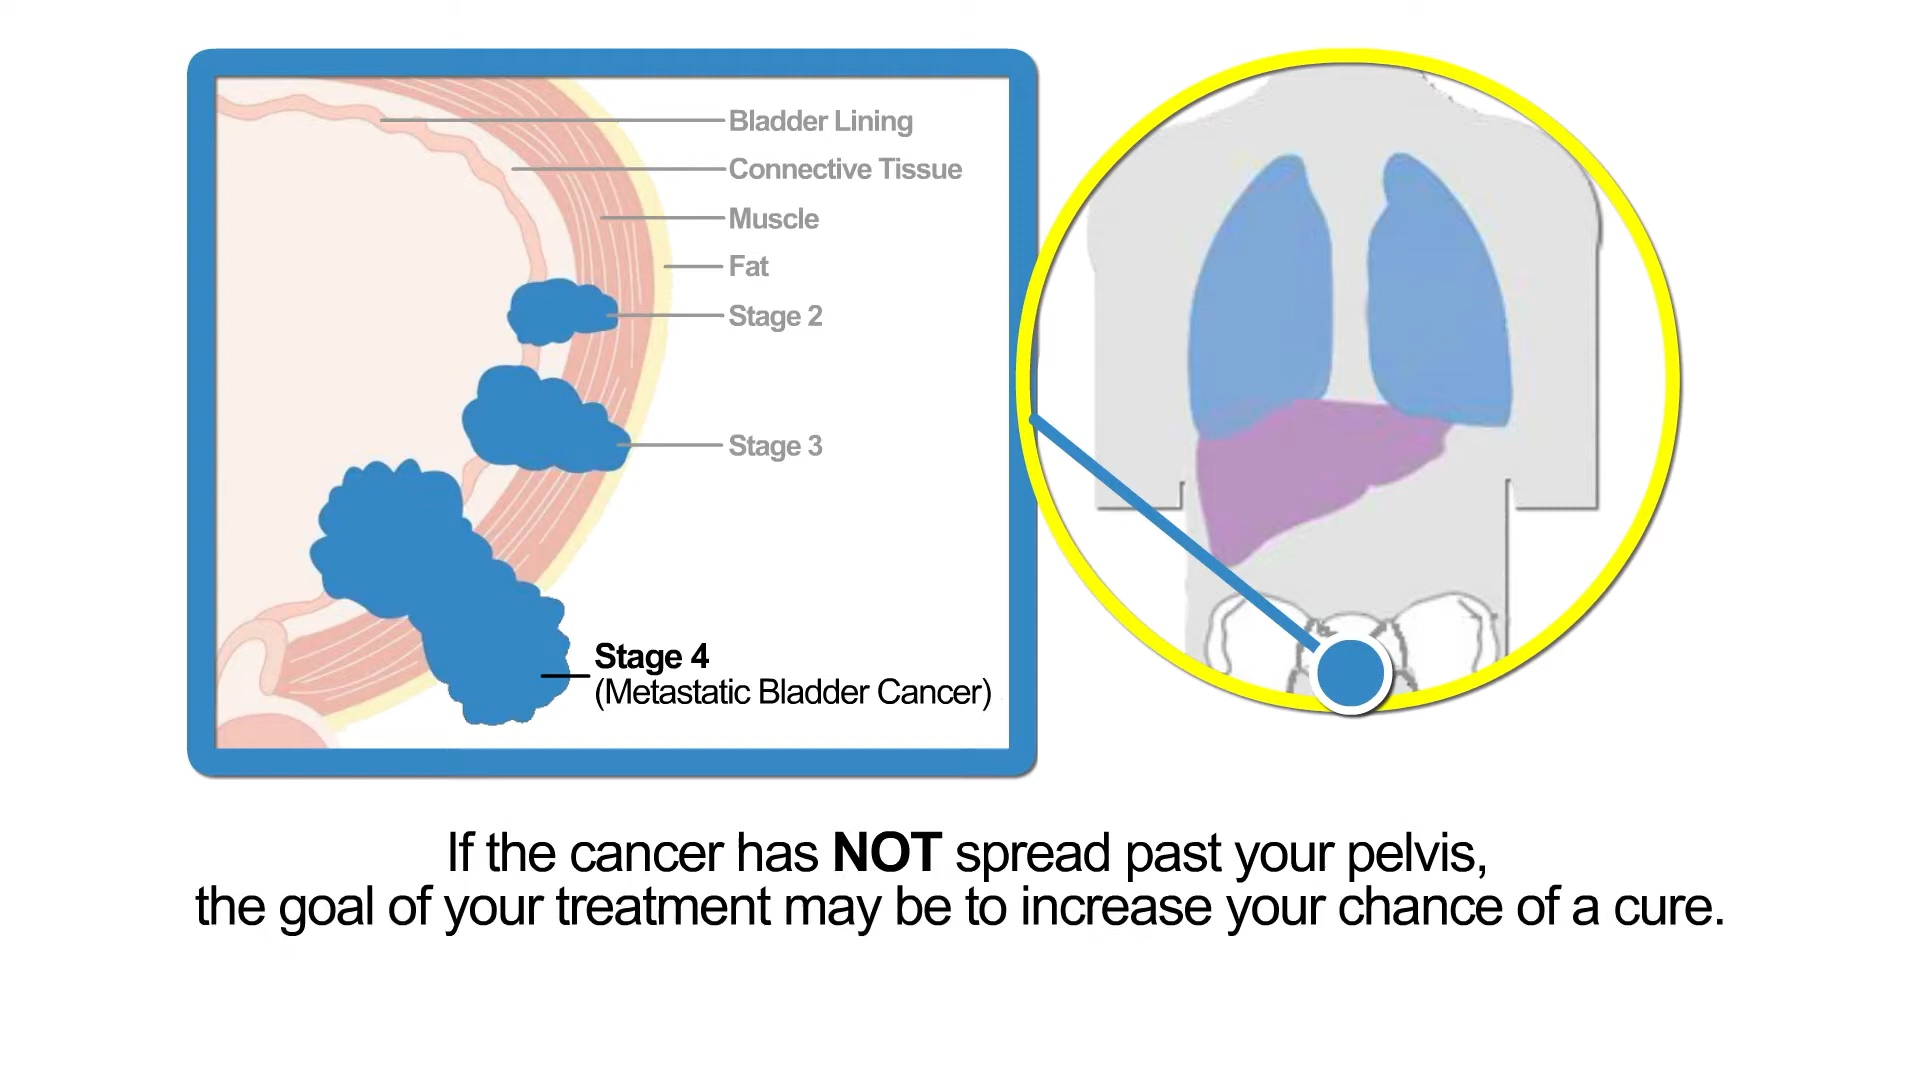 Bladder Lining
Connective Tissue
Muscle
Fat
Stage 2
Stage 3
Stage 4
(Metastatic Bladder Cancer)
If the cancer has NOT spread past your pelvis,
the goal of your treatment may be to increase your chance of a cure.